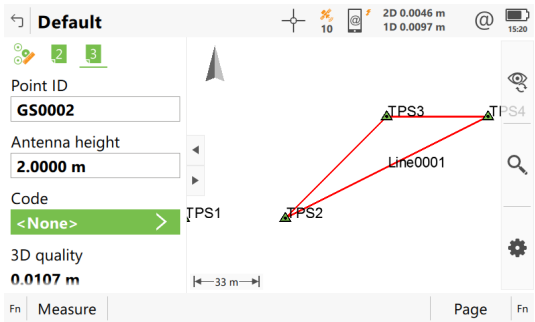 Default
10
@
2D 0.0046 m
1D 0.0097 m
@
15:20
2
3
Point ID
GS0002
Antenna height
2.0000 m
Code
<None>
3D quality
0.0107 m
TPS3
TPS4
Line0001
TPS1
TPS2
33 m
Fn
Measure
Page
Fn